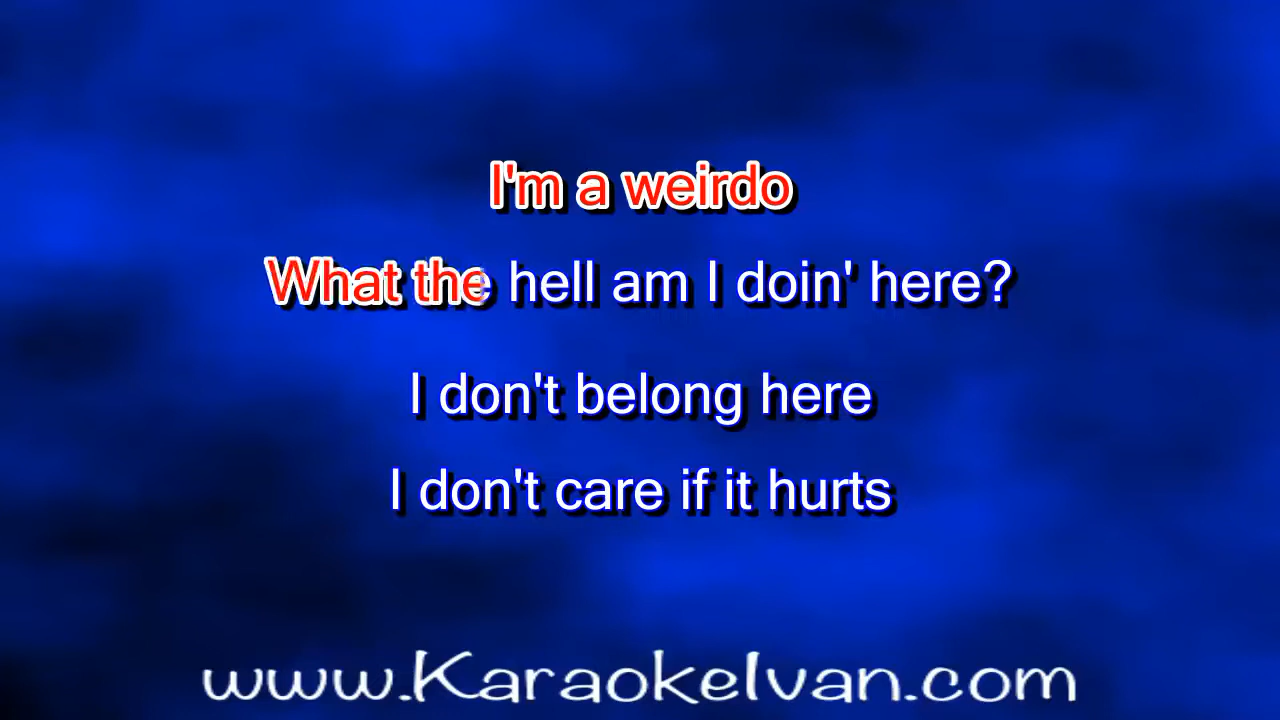 I'm a weirdo
What the hell am I doin' here?
I don't belong here
I don't care if it hurts
www.KaraokeIvan.com